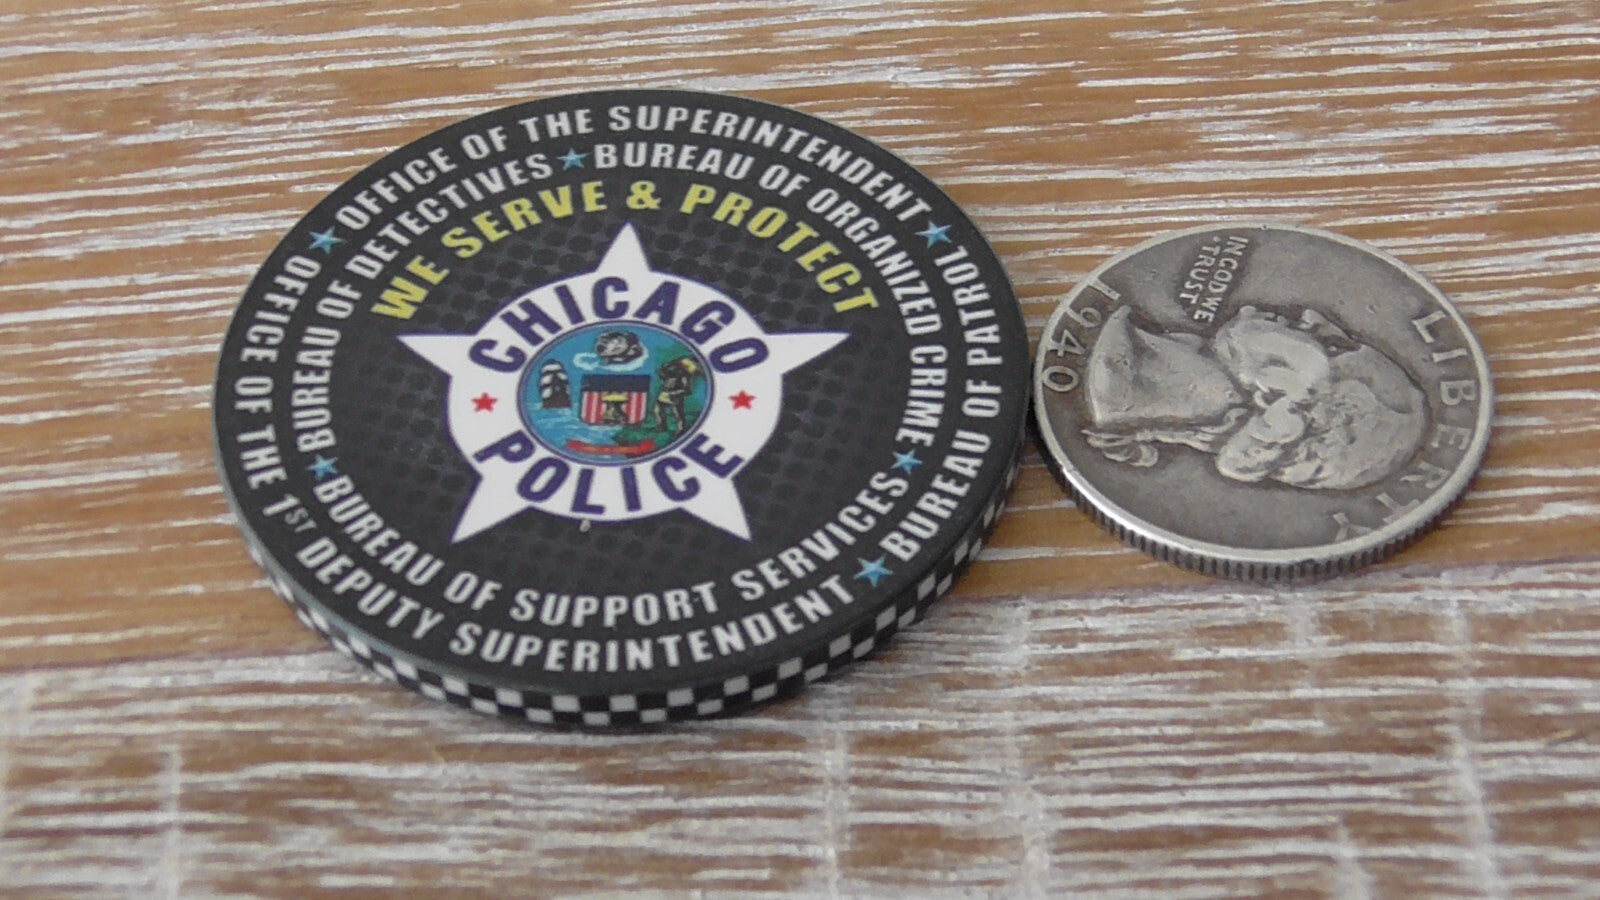 OFFICE OF THE SUPERINTENDENT
BUREAU OF PATROL
OFFICE OF THE 1ST DEPUTY SUPERINTENDENT
BUREAU OF DETECTIVES
BUREAU OF ORGANIZED CRIME
BUREAU OF SUPPORT SERVICES
WE SERVE & PROTECT
CHICAGO
POLICE
LIBERTY
IN GOD WE
TRUST
1940